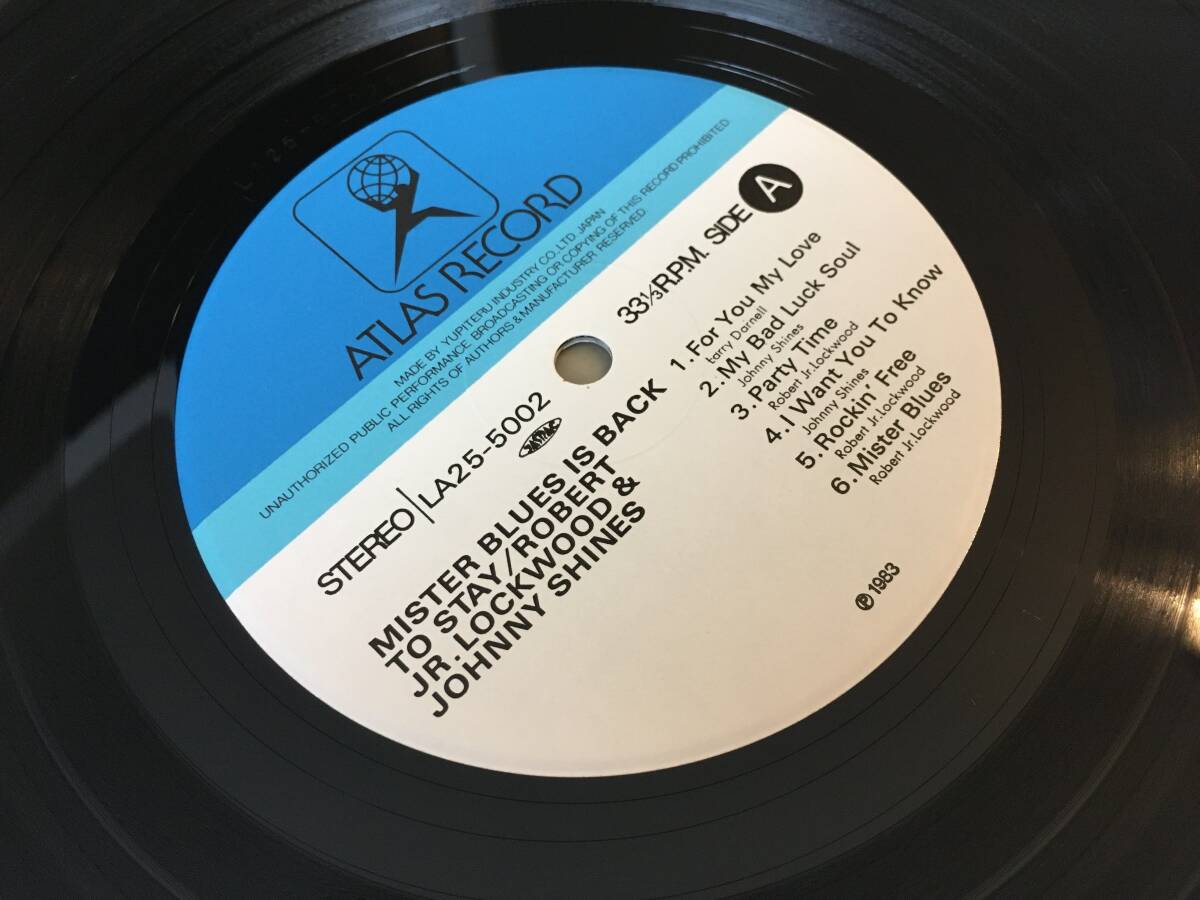 ATLAS RECORD
MADE BY YUPITERU INDUSTRY CO., LTD. JAPAN
UNAUTHORIZED PUBLIC PERFORMANCE. BROADCASTING OR COPYING OF THIS RECORD PROHIBITED.
ALL RIGHTS OF AUTHORS & MANUFACTURER RESERVED.
33⅓R.P.M. SIDE A
STEREO LA25-5002
MISTER BLUES IS BACK
TO STAY/ROBERT
JR. LOCKWOOD &
JOHNNY SHINES
1. For You My Love
Larry Darnell
2. My Bad Luck Soul
Johnny Shines
3. Party Time
Robert Jr. Lockwood
4. I Want You To Know
Johnny Shines
5. Rockin' Free
Robert Jr. Lockwood
6. Mister Blues
Robert Jr. Lockwood
℗ 1983